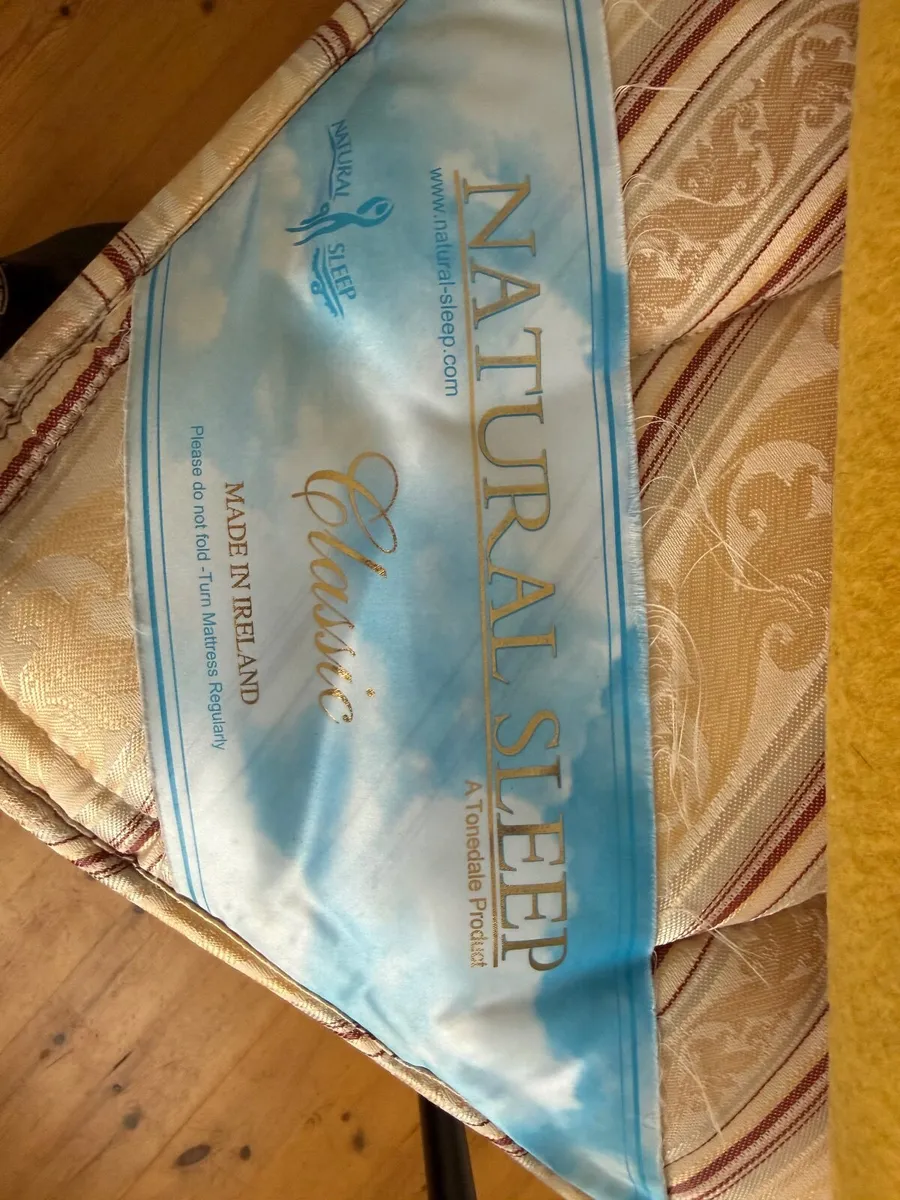 NATURAL SLEEP
www.natural-sleep.com
A Tonedale Product
Classic
NATURAL SLEEP
MADE IN IRELAND
Please do not fold -Turn Mattress Regularly